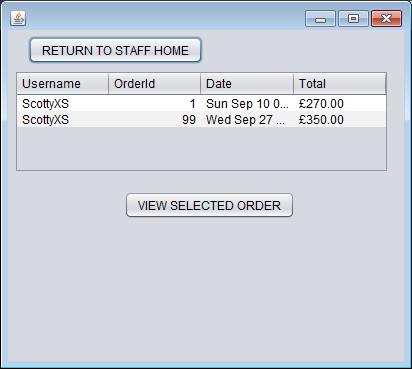 RETURN TO STAFF HOME
Username OrderId Date Total
ScottyXS 1 Sun Sep 10 0... £270.00
ScottyXS 99 Wed Sep 27 ... £350.00
VIEW SELECTED ORDER